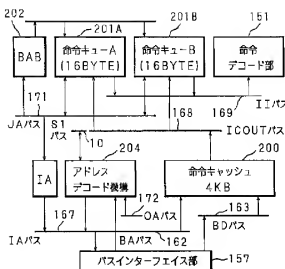 202
201A
201B
151
BAB
命令キューA
(16BYTE)
命令キューB
(16BYTE)
命令
デコード部
171
169
IIバス
JAバス
S1
バス
168
ICOUTバス
10
204
200
IA
アドレス
デコード機構
命令キャッシュ
4KB
167
172
OAバス
163
IAバス
BAバス
162
BDバス
バスインターフェイス部
157